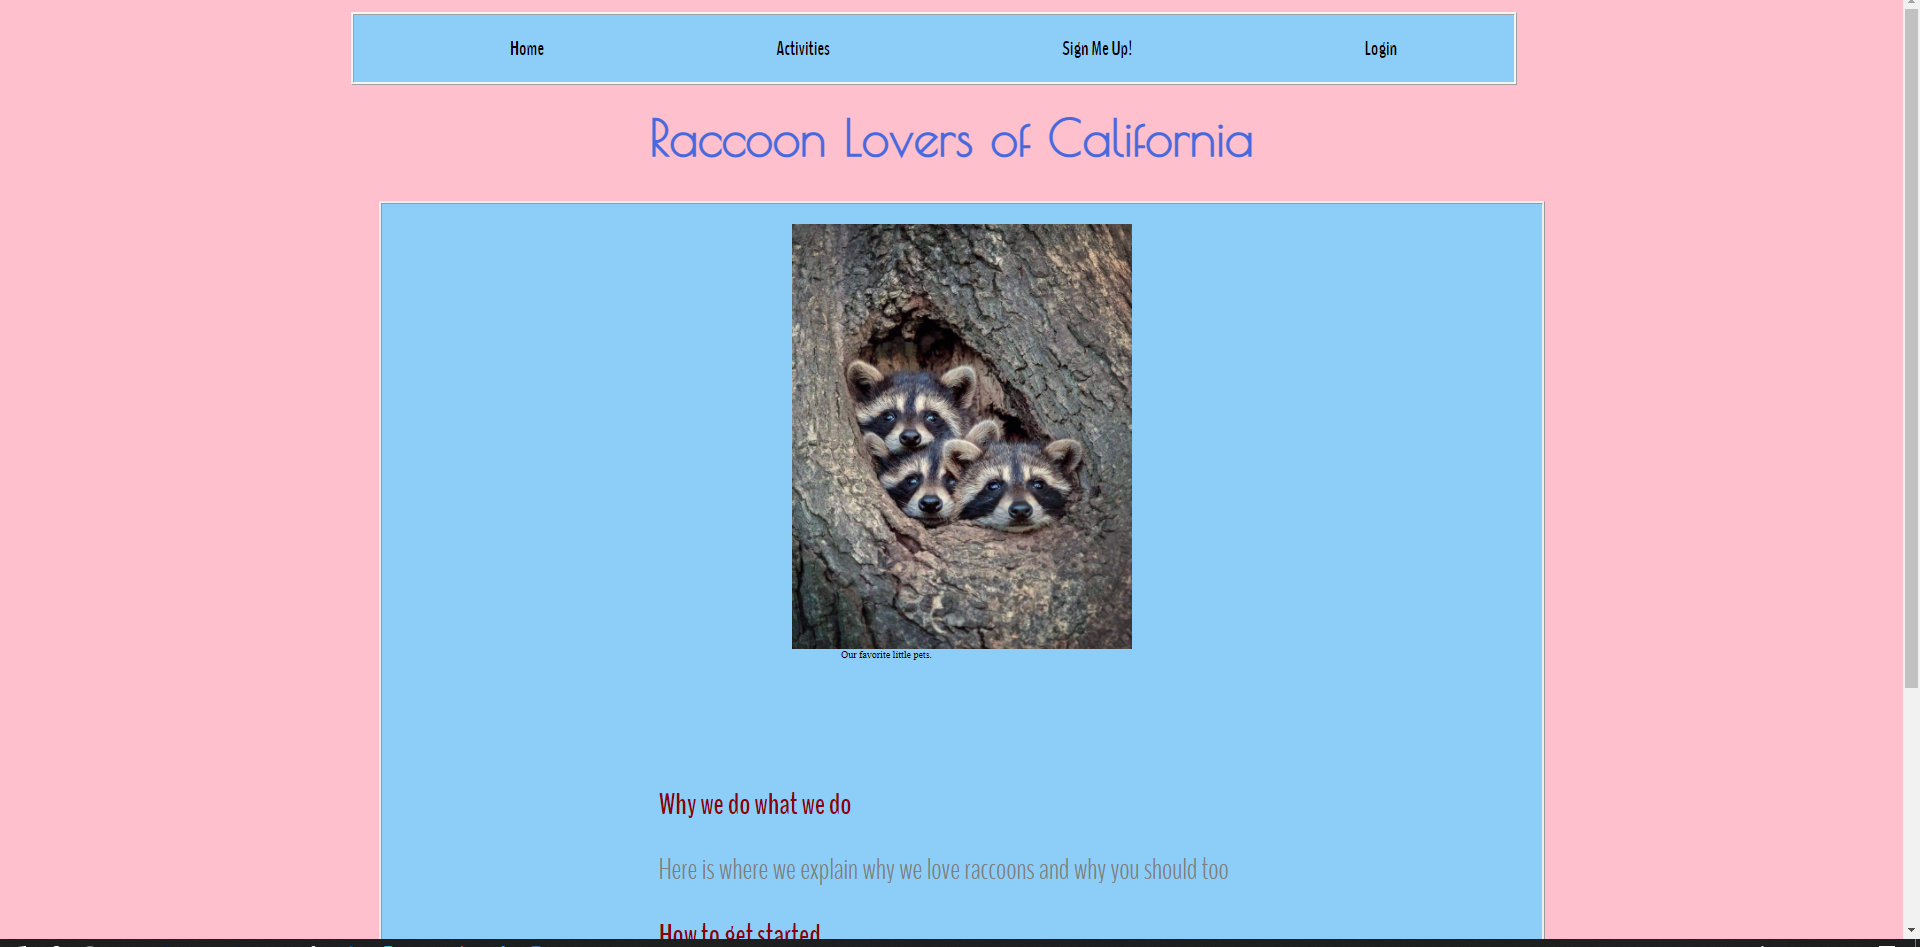 Home Activities Sign Me Up! Login
Raccoon Lovers of California
Our favorite little pets.
Why we do what we do
Here is where we explain why we love raccoons and why you should too
How to get started